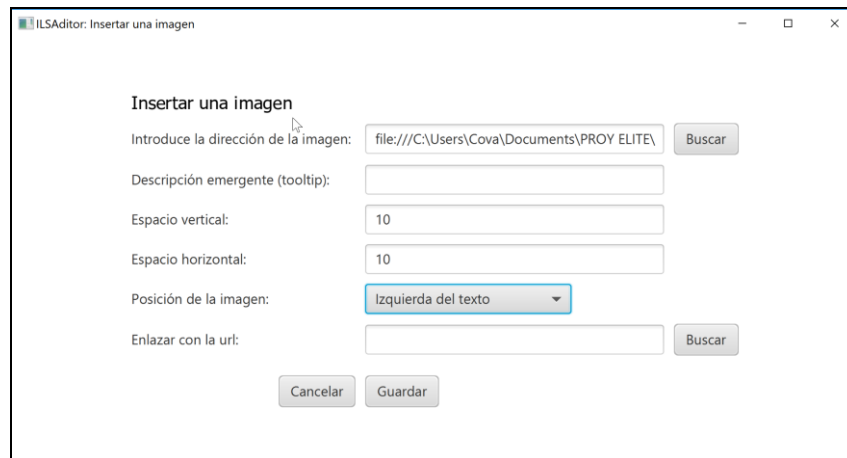 ILSAditor: Insertar una imagen
Insertar una imagen
Introduce la dirección de la imagen: file:///C:\Users\Cova\Documents\PROY ELITE\ Buscar
Descripción emergente (tooltip):
Espacio vertical: 10
Espacio horizontal: 10
Posición de la imagen: Izquierda del texto
Enlazar con la url: Buscar
Cancelar Guardar